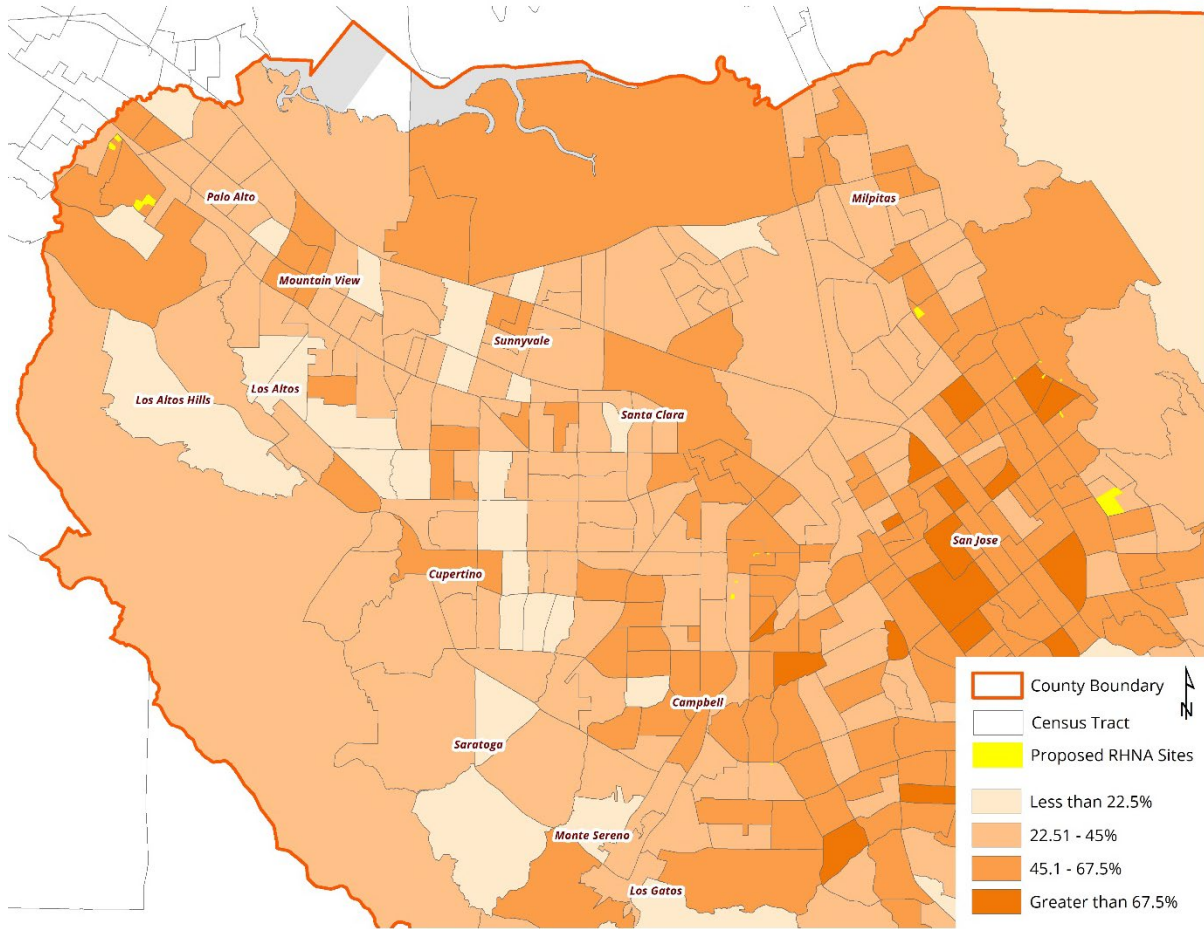 Palo Alto
Milpitas
Mountain View
Sunnyvale
Los Altos
Los Altos Hills
Santa Clara
San Jose
Cupertino
Campbell
Saratoga
Monte Sereno
Los Gatos
County Boundary
N
Census Tract
Proposed RHNA Sites
Less than 22.5%
22.51 - 45%
45.1 - 67.5%
Greater than 67.5%